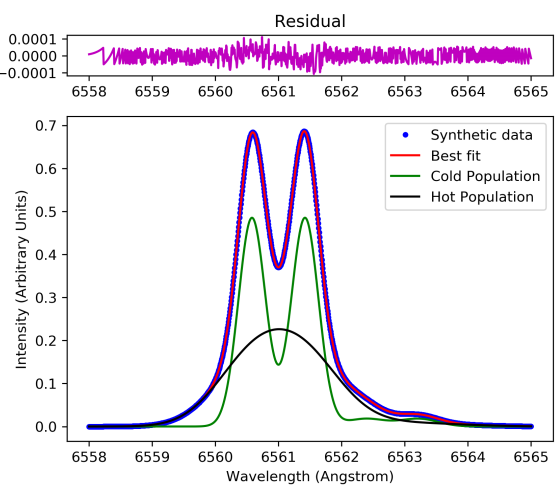 Residual
0.0001
0.0000
−0.0001
6558 6559 6560 6561 6562 6563 6564 6565
0.7
0.6
0.5
0.4
0.3
0.2
0.1
0.0
Intensity (Arbitrary Units)
Synthetic data
Best fit
Cold Population
Hot Population
6558 6559 6560 6561 6562 6563 6564 6565
Wavelength (Angstrom)